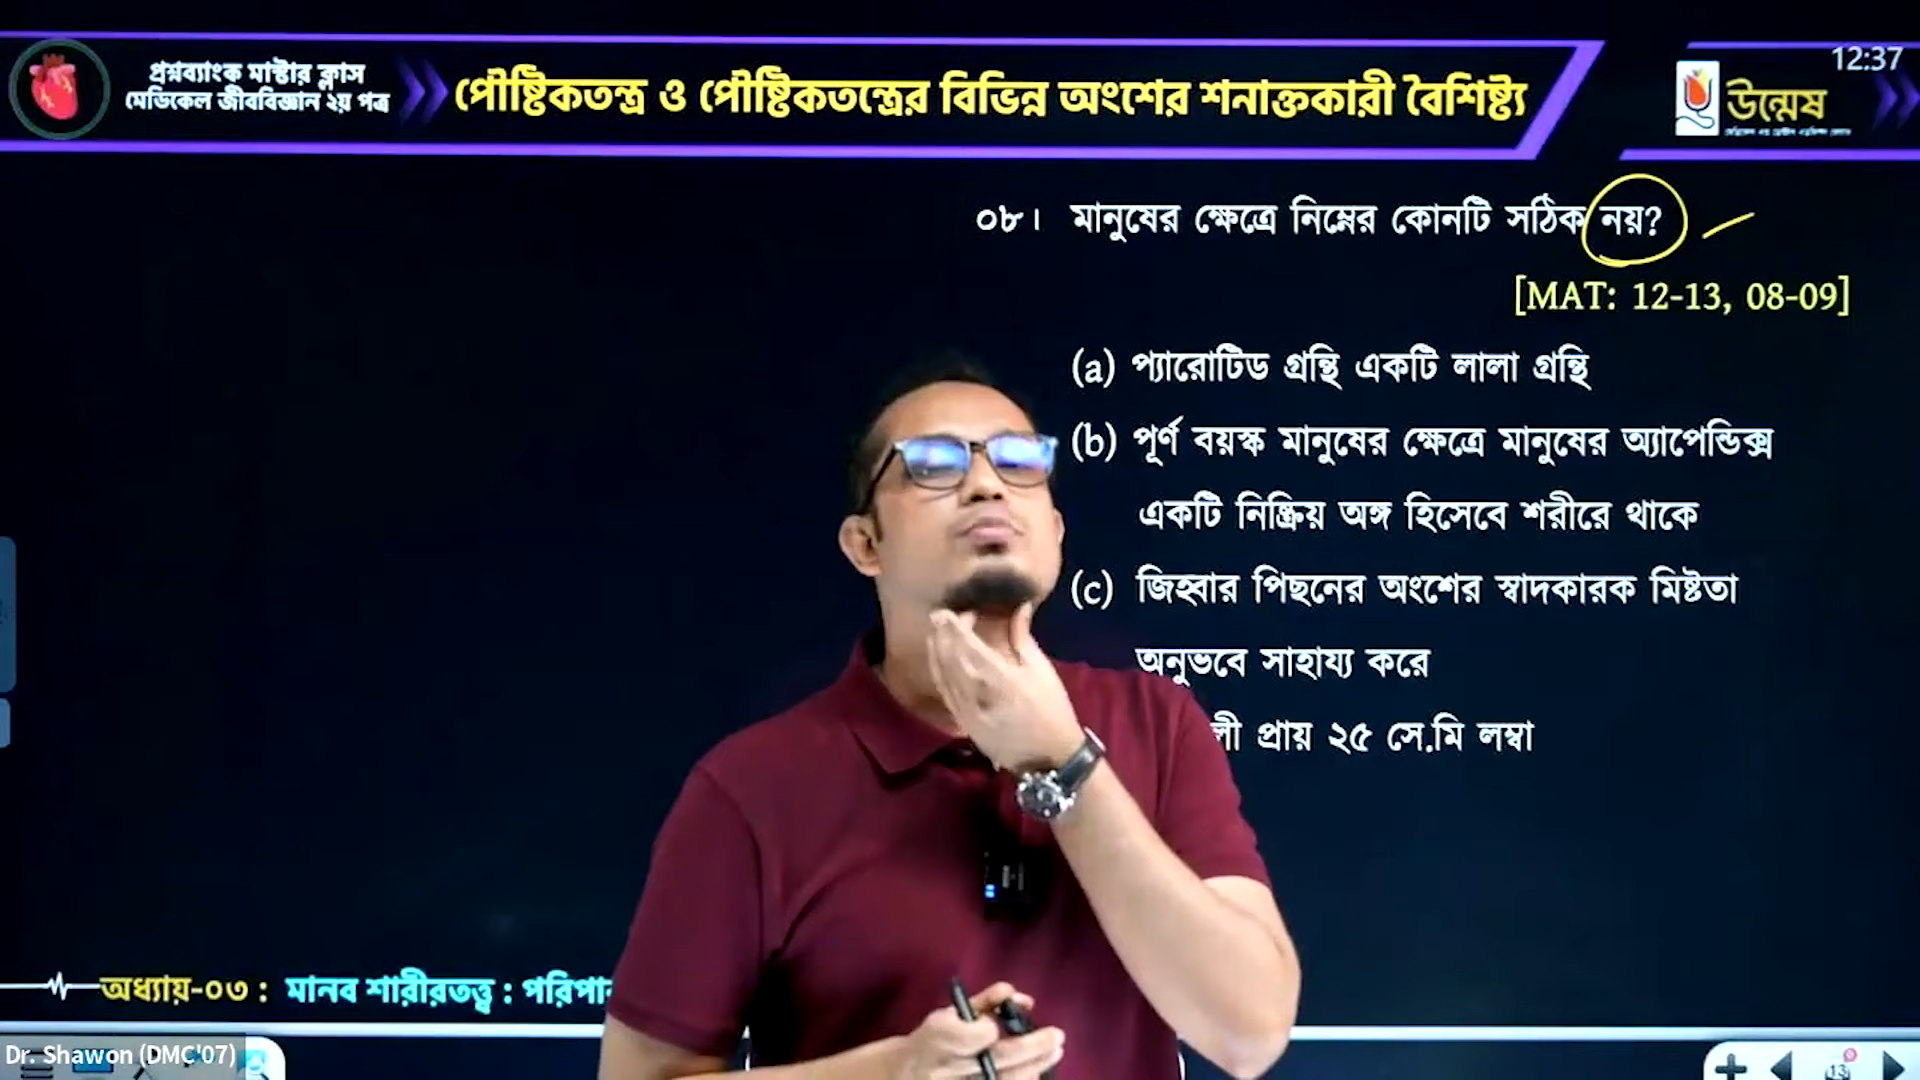 প্রশ্নব্যাংক মাস্টার ক্লাস
মেডিকেল জীববিজ্ঞান ২য় পত্র
পৌষ্টিকতন্ত্র ও পৌষ্টিকতন্ত্রের বিভিন্ন অংশের শনাক্তকারী বৈশিষ্ট্য
12:37
উন্মেষ
০৮। মানুষের ক্ষেত্রে নিম্নের কোনটি সঠিক নয়?
[MAT: 12-13, 08-09]
(a) প্যারোটিড গ্রন্থি একটি লালা গ্রন্থি
(b) পূর্ণ বয়স্ক মানুষের ক্ষেত্রে মানুষের অ্যাপেন্ডিক্স
একটি নিষ্ক্রিয় অঙ্গ হিসেবে শরীরে থাকে
(c) জিহ্বার পিছনের অংশের স্বাদকারক মিষ্টতা
অনুভবে সাহায্য করে
প্রায় ২৫ সে.মি লম্বা
অধ্যায়-০৩ : মানব শারীরতত্ত্ব :
Dr. Shawon (DMC'07)
13